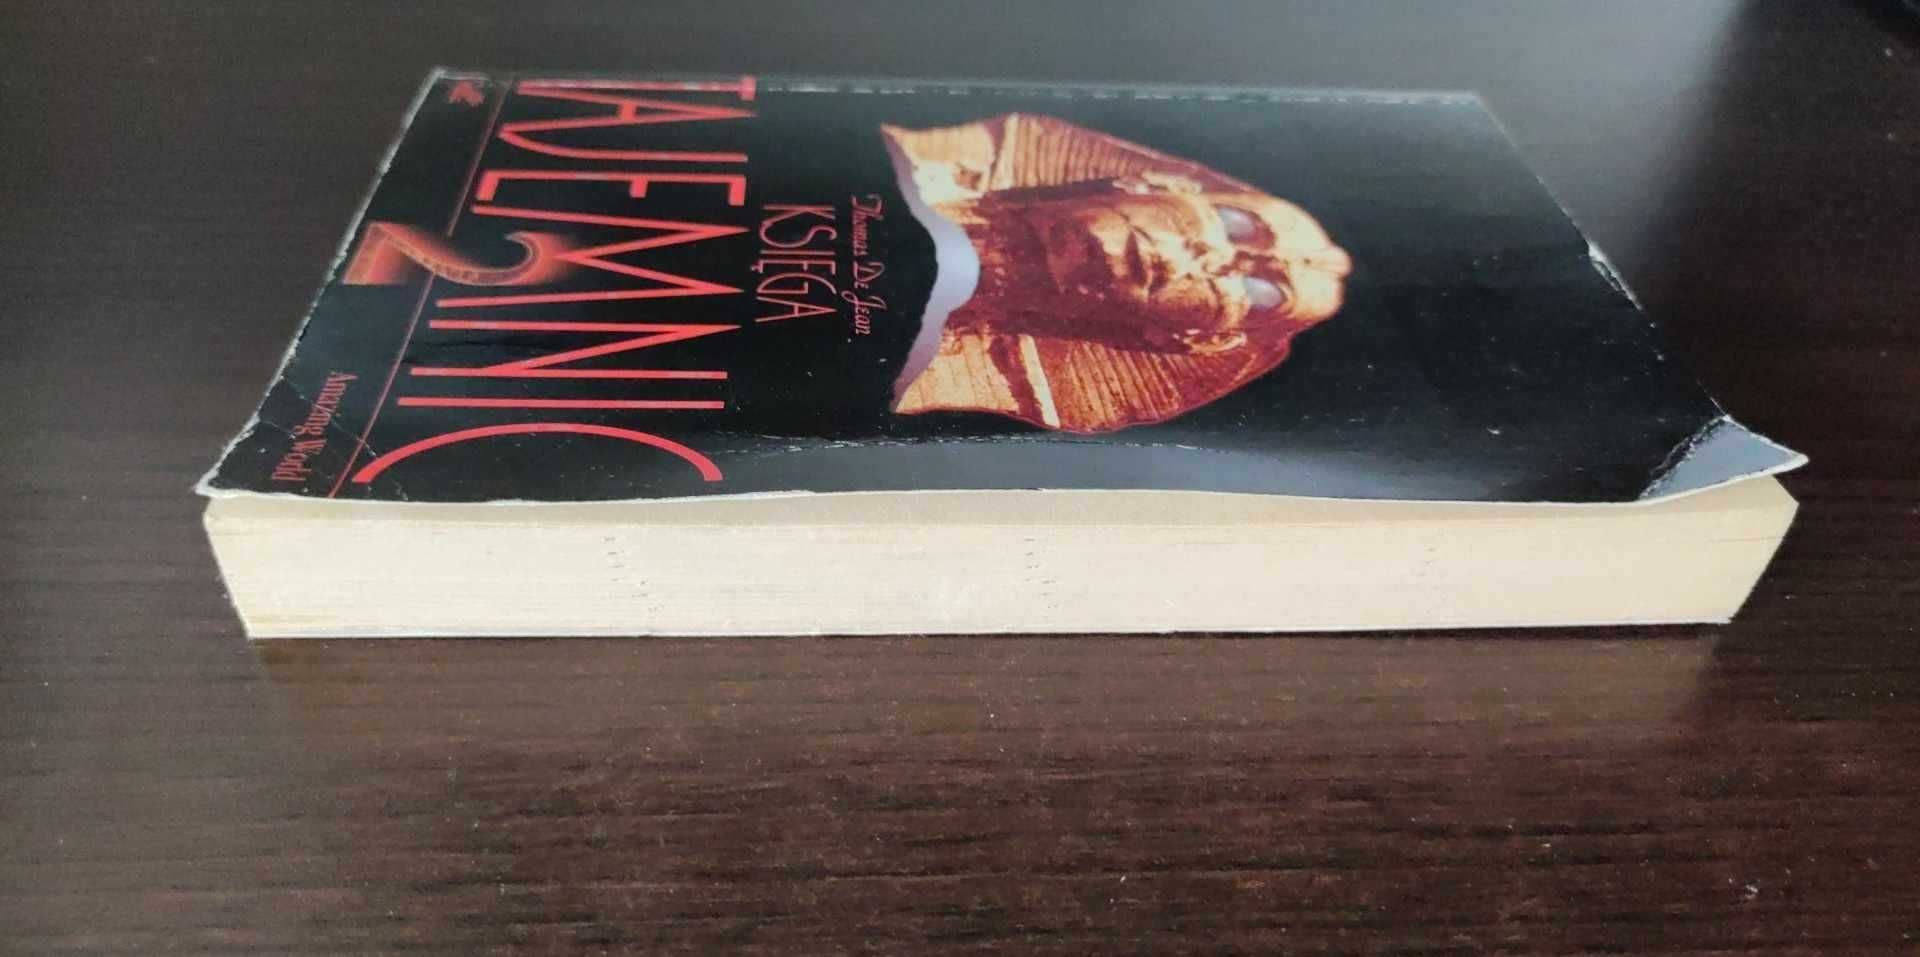 Thomas De Jean
KSIĘGA
TAJEMNIC
2
Amazing World